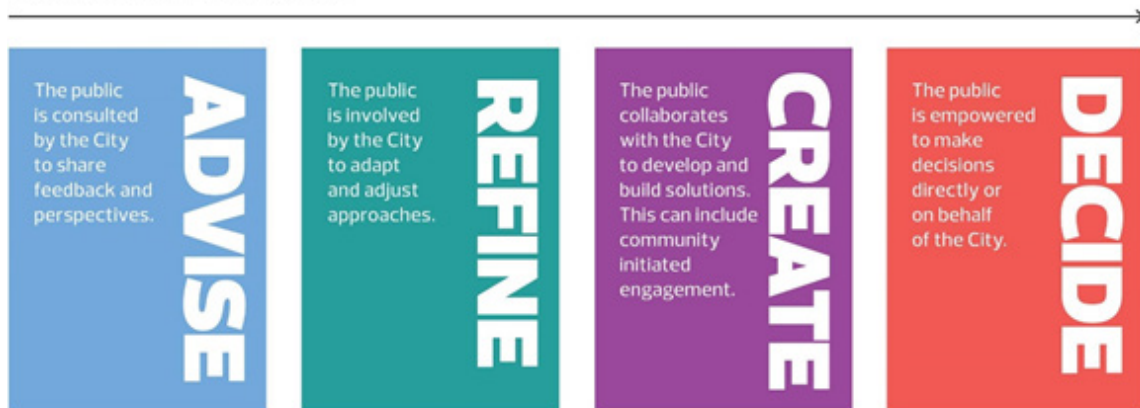 The public
is consulted
by the City
to share
feedback and
perspectives.
ADVISE
The public
is involved
by the City
to adapt
and adjust
approaches.
REFINE
The public
collaborates
with the City
to develop and
build solutions.
This can include
community
initiated
engagement.
CREATE
The public
is empowered
to make
decisions
directly or
on behalf
of the City.
DECIDE